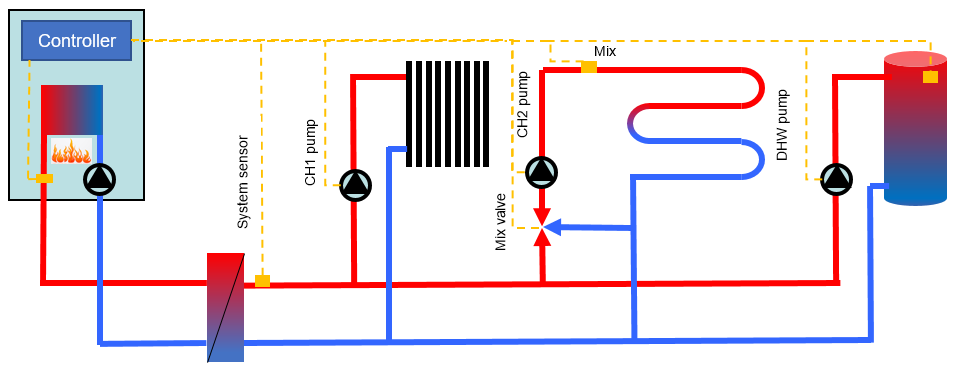 Controller
System sensor
CH1 pump
Mix valve
CH2 pump
Mix
DHW pump